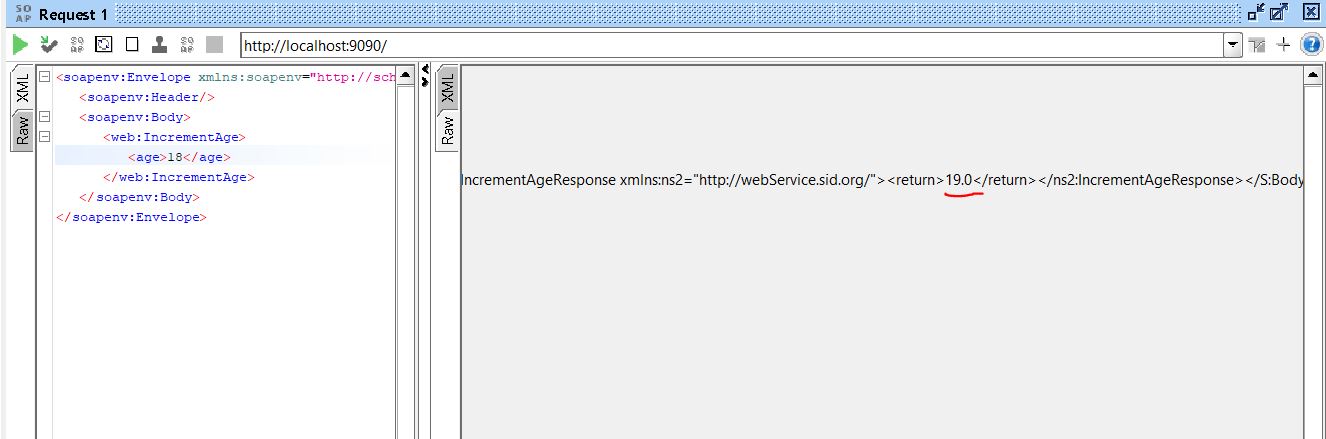 SO AP Request 1
http://localhost:9090/
XML
Raw
<soapenv:Envelope xmlns:soapenv="http://sch
<soapenv:Header/>
<soapenv:Body>
<web:IncrementAge>
<age>18</age>
</web:IncrementAge>
</soapenv:Body>
</soapenv:Envelope>
XML
Raw
IncrementAgeResponse xmlns:ns2="http://webService.sid.org/"><return>19.0</return></ns2:IncrementAgeResponse></S:Body